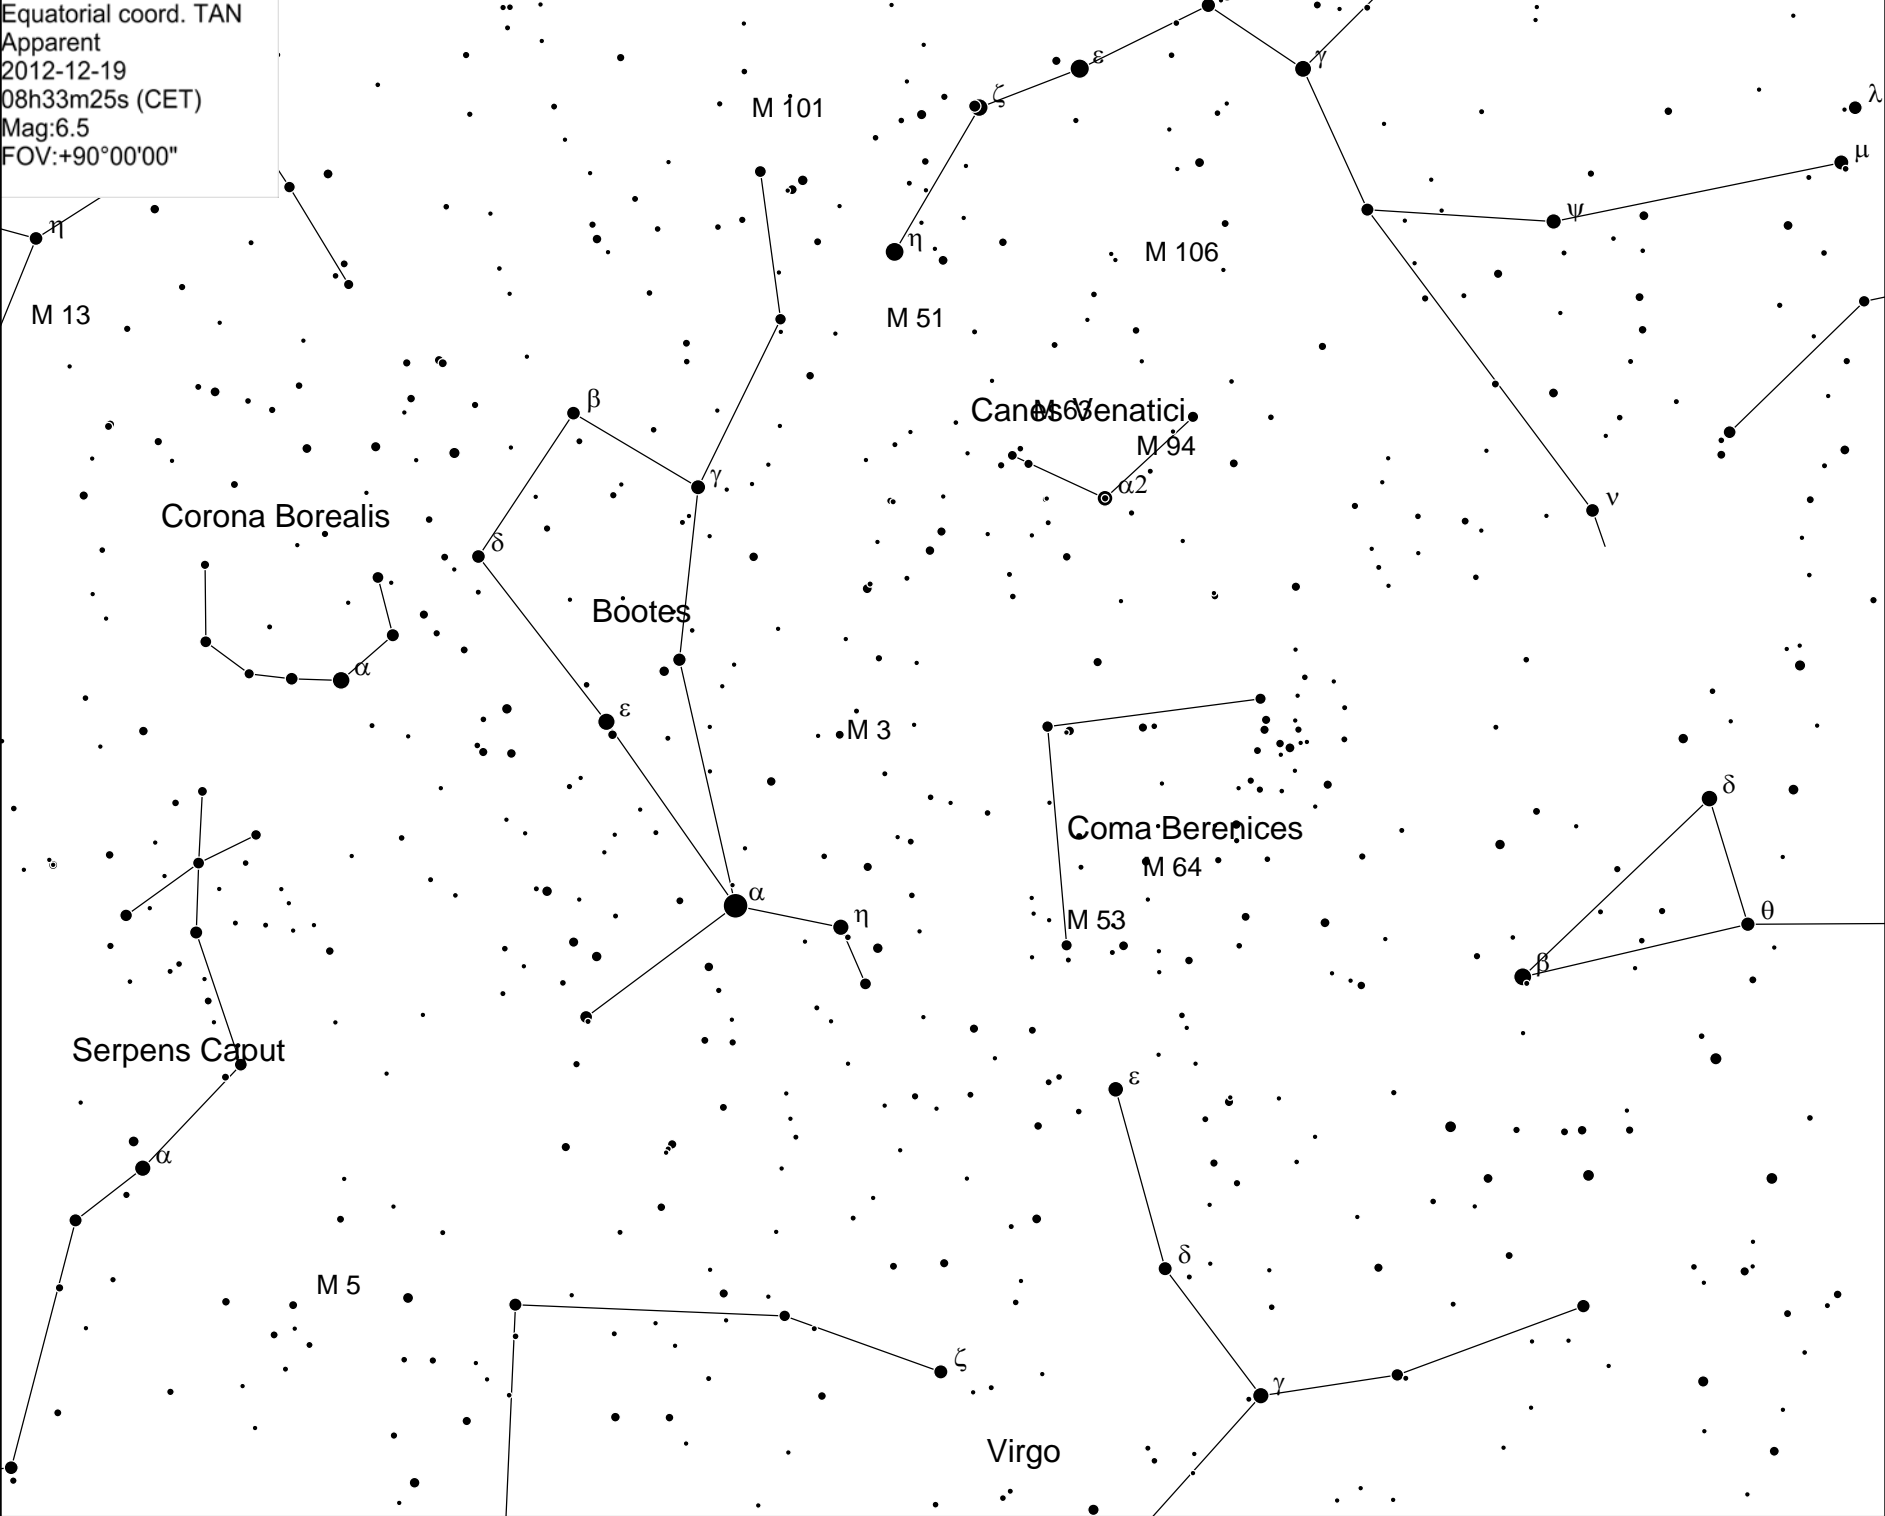 Equatorial coord. TAN
Apparent
2012-12-19
08h33m25s (CET)
Mag:6.5
FOV:+90°00'00"
ε
γ
ζ
λ
M 101
μ
ψ
η
η
M 106
M 13
M 51
β
Canes Venatici
M 63
M 94
γ
α2
ν
Corona Borealis
δ
Bootes
α
ε
M 3
δ
Coma Berenices
M 64
α
η
M 53
θ
β
Serpens Caput
ε
α
δ
M 5
ζ
γ
Virgo